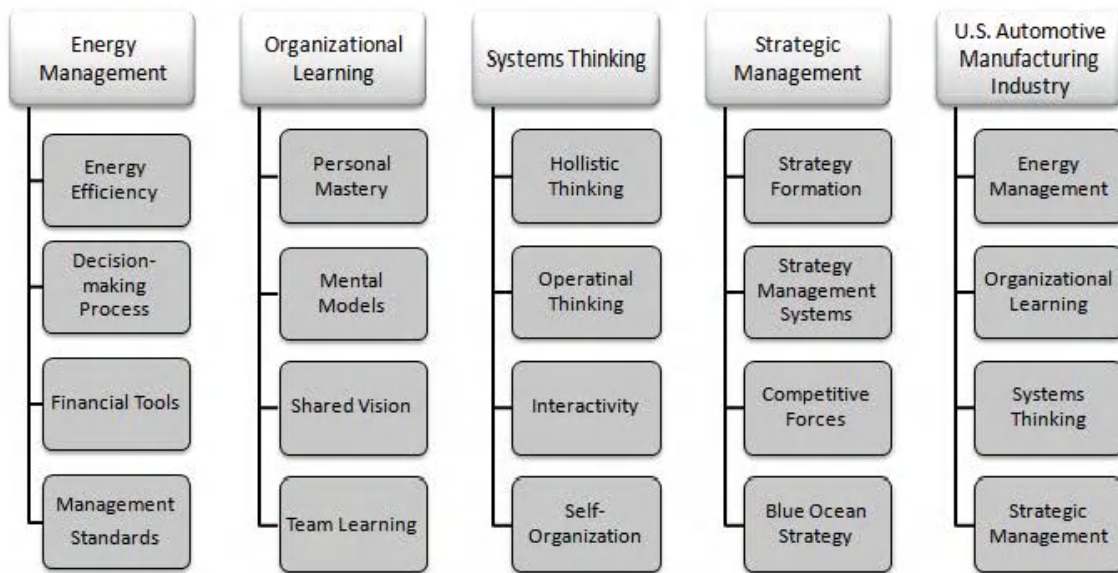 Energy
Management
Energy
Efficiency
Decision-
making
Process
Financial Tools
Management
Standards
Organizational
Learning
Personal
Mastery
Mental
Models
Shared Vision
Team Learning
Systems Thinking
Hollistic
Thinking
Operatinal
Thinking
Interactivity
Self-
Organization
Strategic
Management
Strategy
Formation
Strategy
Management
Systems
Competitive
Forces
Blue Ocean
Strategy
U.S. Automotive
Manufacturing
Industry
Energy
Management
Organizational
Learning
Systems
Thinking
Strategic
Management